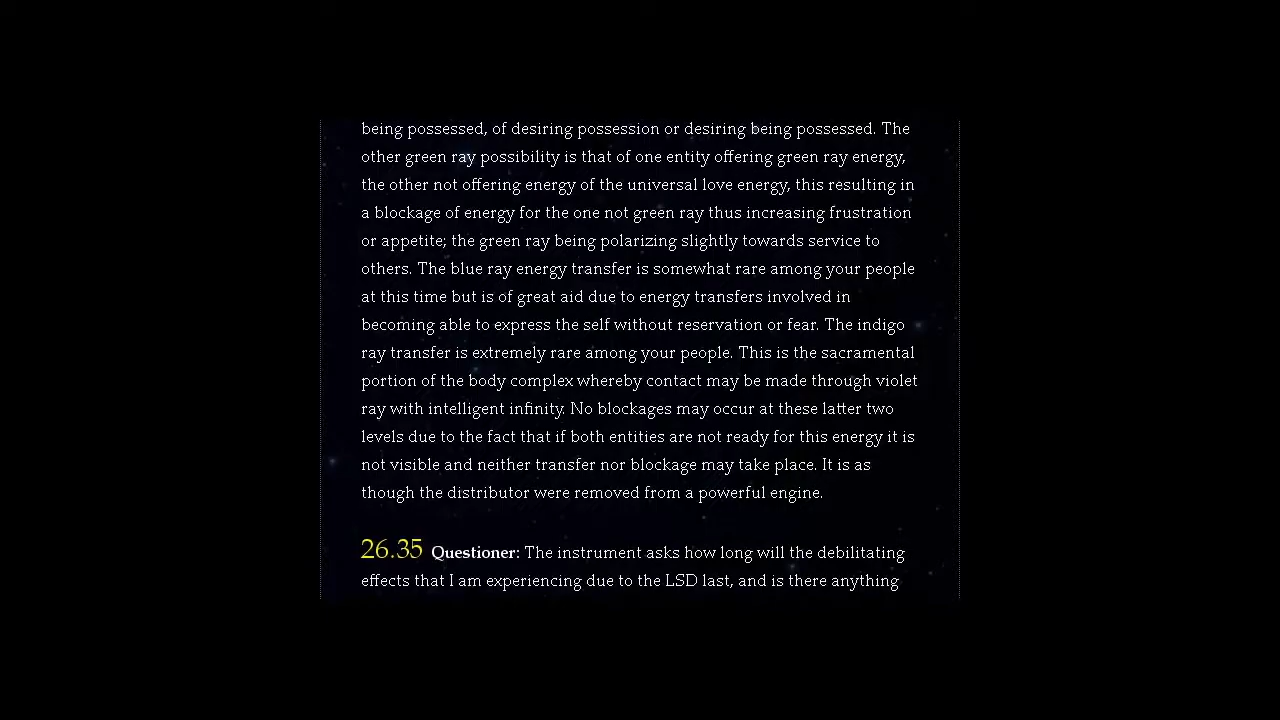 being possessed, of desiring possession or desiring being possessed. The
other green ray possibility is that of one entity offering green ray energy,
the other not offering energy of the universal love energy, this resulting in
a blockage of energy for the one not green ray thus increasing frustration
or appetite; the green ray being polarizing slightly towards service to
others. The blue ray energy transfer is somewhat rare among your people
at this time but is of great aid due to energy transfers involved in
becoming able to express the self without reservation or fear. The indigo
ray transfer is extremely rare among your people. This is the sacramental
portion of the body complex whereby contact may be made through violet
ray with intelligent infinity. No blockages may occur at these latter two
levels due to the fact that if both entities are not ready for this energy it is
not visible and neither transfer nor blockage may take place. It is as
though the distributor were removed from a powerful engine.
26.35 Questioner: The instrument asks how long will the debilitating
effects that I am experiencing due to the LSD last, and is there anything